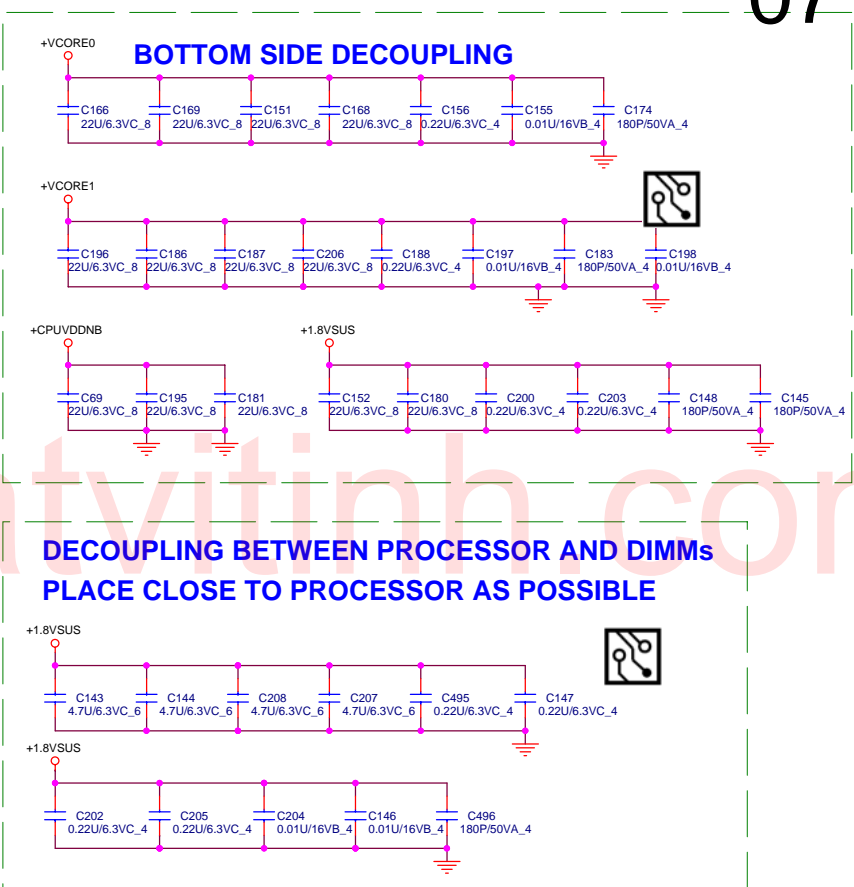 07
+VCORE0
BOTTOM SIDE DECOUPLING
C166 C169 C151 C168 C156 C155 C174
22U/6.3VC_8 22U/6.3VC_8 22U/6.3VC_8 22U/6.3VC_8 0.22U/6.3VC_4 0.01U/16VB_4 180P/50VA_4
+VCORE1
C196 C186 C187 C206 C188 C197 C183 C198
22U/6.3VC_8 22U/6.3VC_8 22U/6.3VC_8 22U/6.3VC_8 0.22U/6.3VC_4 0.01U/16VB_4 180P/50VA_4 0.01U/16VB_4
+CPUVDDNB +1.8VSUS
C69 C195 C181 C152 C180 C200 C203 C148 C145
22U/6.3VC_8 22U/6.3VC_8 22U/6.3VC_8 22U/6.3VC_8 22U/6.3VC_8 0.22U/6.3VC_4 0.22U/6.3VC_4 180P/50VA_4 180P/50VA_4
DECOUPLING BETWEEN PROCESSOR AND DIMMs
PLACE CLOSE TO PROCESSOR AS POSSIBLE
+1.8VSUS
C143 C144 C208 C207 C495 C147
4.7U/6.3VC_6 4.7U/6.3VC_6 4.7U/6.3VC_6 4.7U/6.3VC_6 0.22U/6.3VC_4 0.22U/6.3VC_4
+1.8VSUS
C202 C205 C204 C146 C496
0.22U/6.3VC_4 0.22U/6.3VC_4 0.01U/16VB_4 0.01U/16VB_4 180P/50VA_4